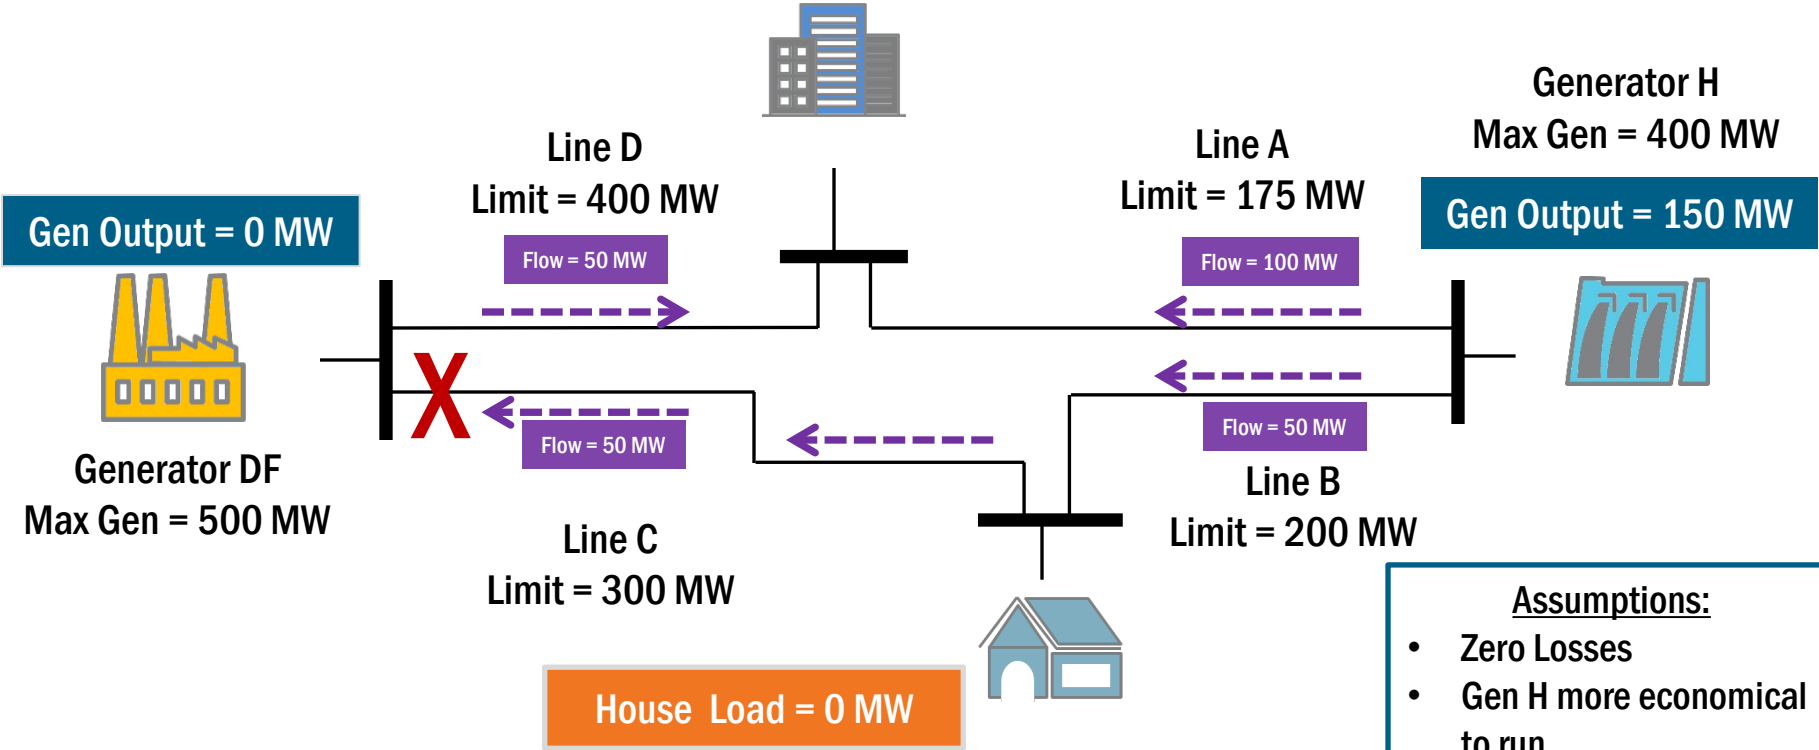 Generator H
Max Gen = 400 MW
Gen Output = 150 MW
Line D
Limit = 400 MW
Line A
Limit = 175 MW
Gen Output = 0 MW
Flow = 50 MW
Flow = 100 MW
X
Flow = 50 MW
Flow = 50 MW
Generator DF
Max Gen = 500 MW
Line C
Limit = 300 MW
Line B
Limit = 200 MW
House Load = 0 MW
Assumptions:
• Zero Losses
• Gen H more economical
to run